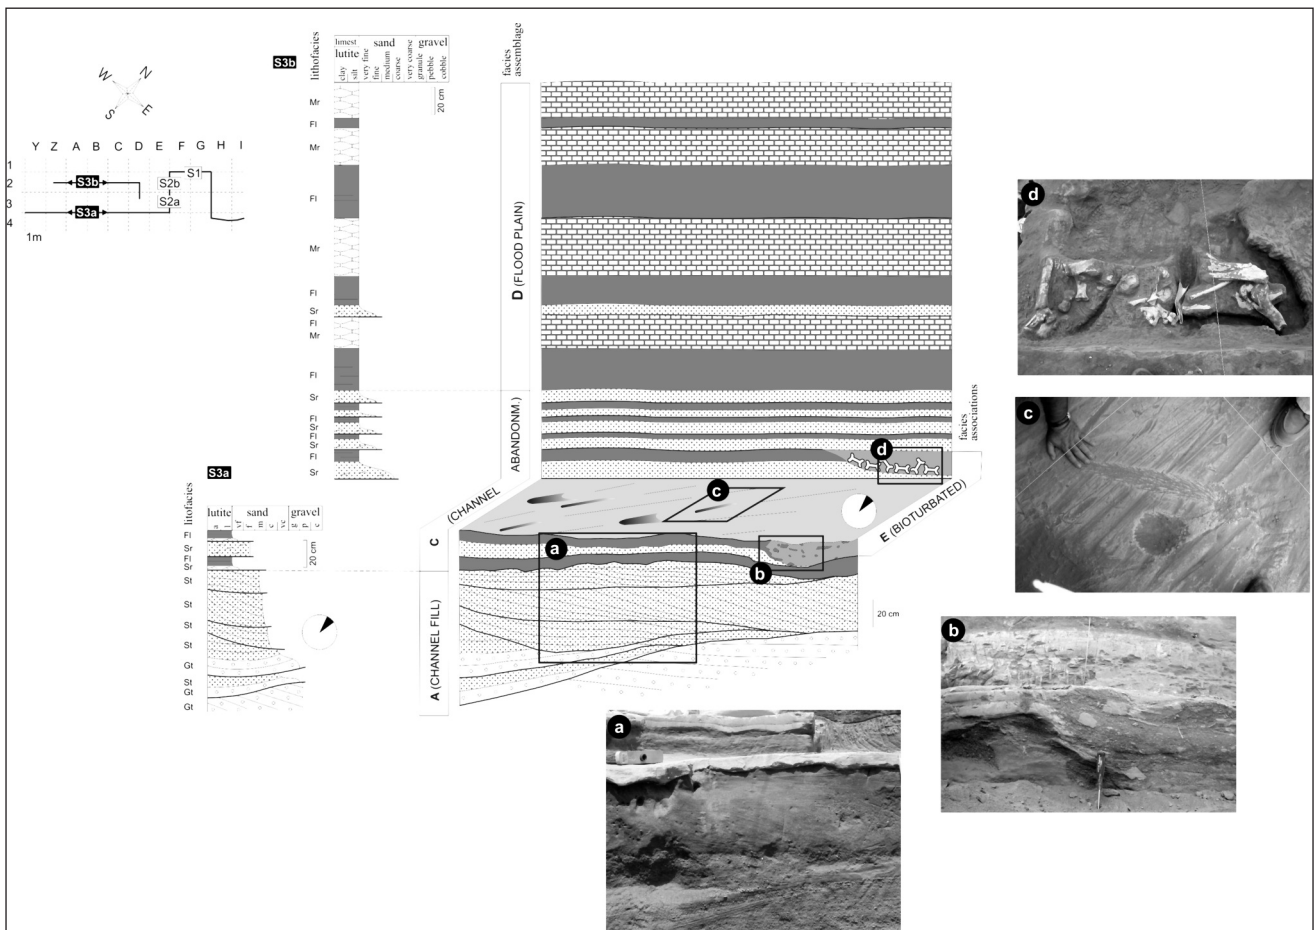 W N
S E
Y Z A B C D E F G H I
1
2
3
4
S3b
S3a
S2b
S2a
S1
1m
S3b
lithofacies
limest
lutite
sand
gravel
clay
silt
very fine
fine
medium
coarse
very coarse
granule
pebble
cobble
20 cm
Mr
Fl
Mr
Fl
Mr
Fl
Sr
Fl
Mr
Fl
Sr
Fl
Sr
Fl
Sr
Fl
Sr
facies
assemblage
D (FLOOD PLAIN)
ABANDONM.)
(CHANNEL
C
A (CHANNEL FILL)
facies
associations
E (BIOTURBATED)
S3a
litofacies
lutite
sand
gravel
a
l
vf
f
m
c
vc
g
p
c
20 cm
Fl
Sr
Fl
Sr
St
St
St
St
Gt
St
Gt
Gt
a
b
c
d
20 cm
d
c
b
a